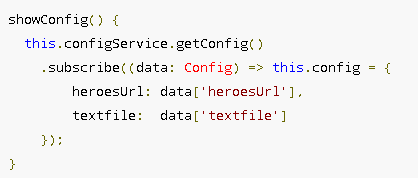 showConfig() {
  this.configService.getConfig()
    .subscribe((data: Config) => this.config = {
        heroesUrl: data['heroesUrl'],
        textfile:  data['textfile']
    });
}